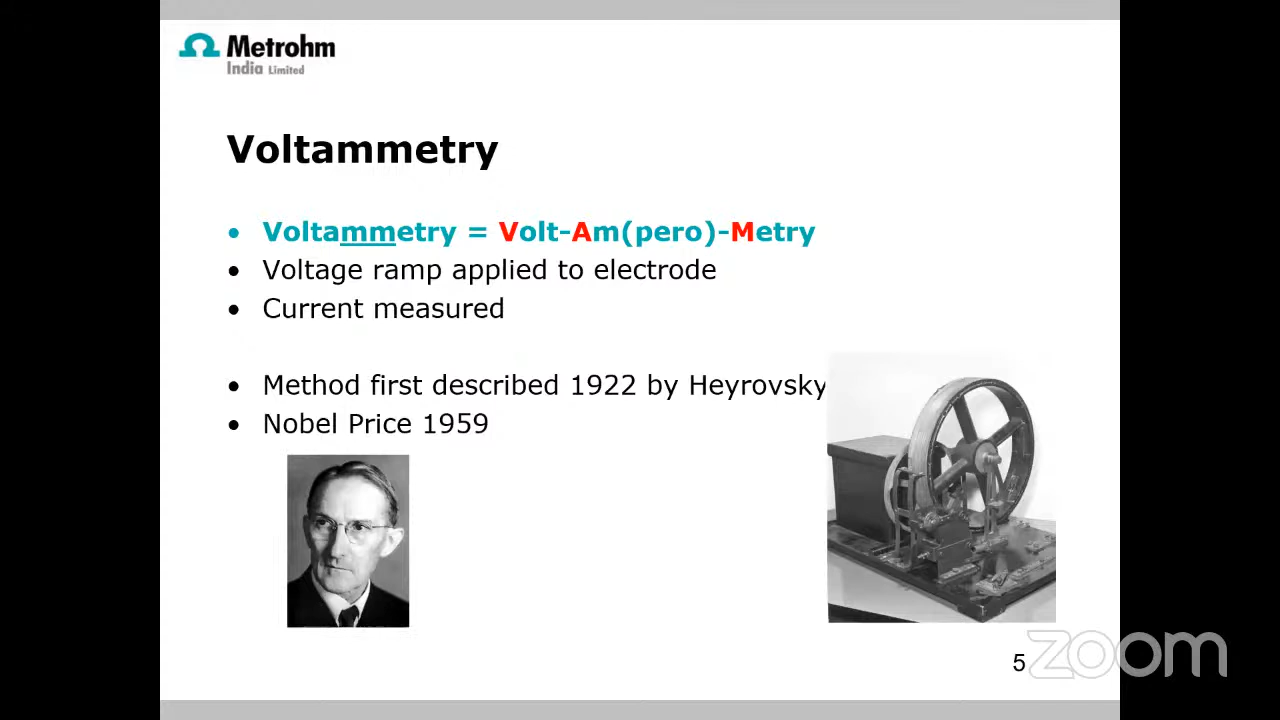 Metrohm
India Limited
Voltammetry
• Voltammetry = Volt-Am(pero)-Metry
• Voltage ramp applied to electrode
• Current measured
• Method first described 1922 by Heyrovsky
• Nobel Price 1959
5
zoom